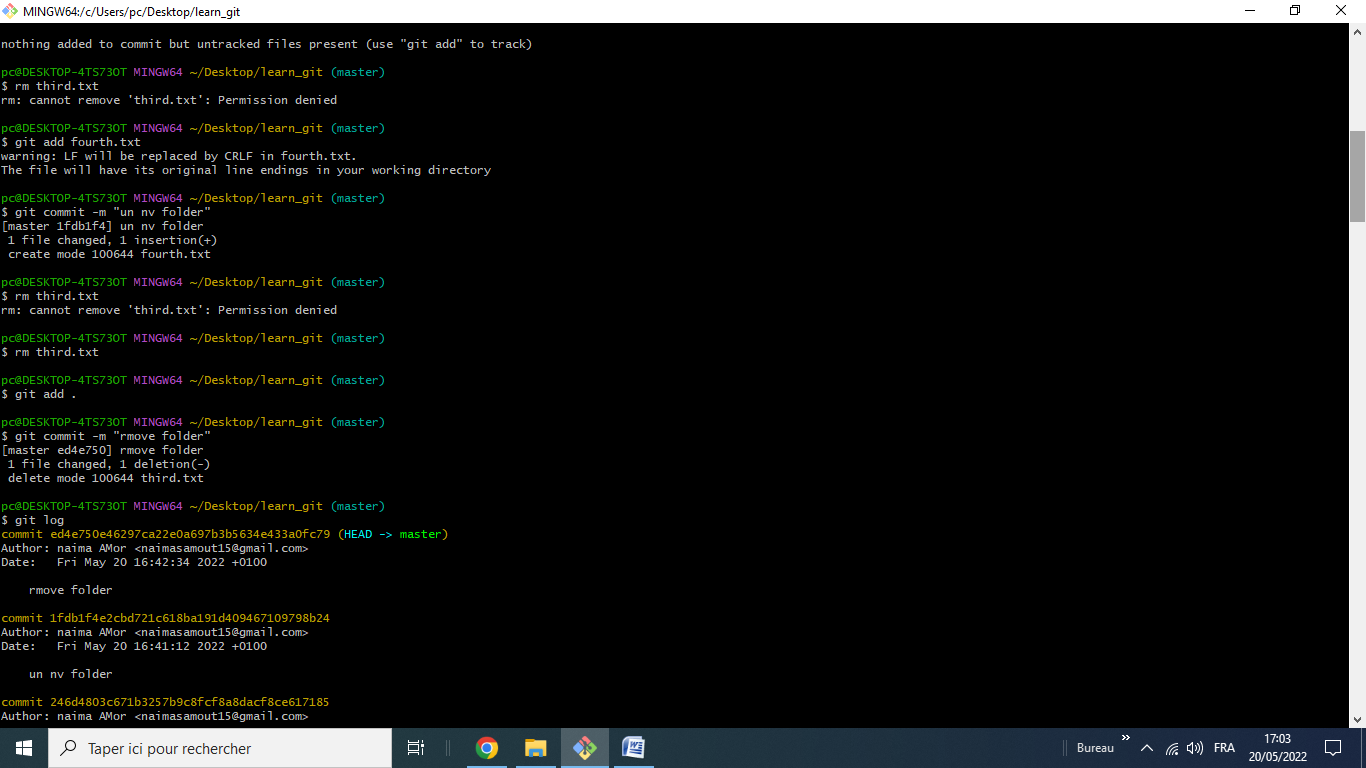 MINGW64:/c/Users/pc/Desktop/learn_git
nothing added to commit but untracked files present (use "git add" to track)
pc@DESKTOP-4TS73OT MINGW64 ~/Desktop/learn_git (master)
$ rm third.txt
rm: cannot remove 'third.txt': Permission denied
pc@DESKTOP-4TS73OT MINGW64 ~/Desktop/learn_git (master)
$ git add fourth.txt
warning: LF will be replaced by CRLF in fourth.txt.
The file will have its original line endings in your working directory
pc@DESKTOP-4TS73OT MINGW64 ~/Desktop/learn_git (master)
$ git commit -m "un nv folder"
[master 1fdb1f4] un nv folder
 1 file changed, 1 insertion(+)
 create mode 100644 fourth.txt
pc@DESKTOP-4TS73OT MINGW64 ~/Desktop/learn_git (master)
$ rm third.txt
rm: cannot remove 'third.txt': Permission denied
pc@DESKTOP-4TS73OT MINGW64 ~/Desktop/learn_git (master)
$ rm third.txt
pc@DESKTOP-4TS73OT MINGW64 ~/Desktop/learn_git (master)
$ git add .
pc@DESKTOP-4TS73OT MINGW64 ~/Desktop/learn_git (master)
$ git commit -m "rmove folder"
[master ed4e750] rmove folder
 1 file changed, 1 deletion(-)
 delete mode 100644 third.txt
pc@DESKTOP-4TS73OT MINGW64 ~/Desktop/learn_git (master)
$ git log
commit ed4e750e46297ca22e0a697b3b5634e433a0fc79 (HEAD -> master)
Author: naima AMor <naimasamout15@gmail.com>
Date:   Fri May 20 16:42:34 2022 +0100
    rmove folder
commit 1fdb1f4e2cbd721c618ba191d409467109798b24
Author: naima AMor <naimasamout15@gmail.com>
Date:   Fri May 20 16:41:12 2022 +0100
    un nv folder
commit 246d4803c671b3257b9c8fcf8a8dacf8ce617185
Author: naima AMor <naimasamout15@gmail.com>
Taper ici pour rechercher
Bureau
FRA
17:03
20/05/2022